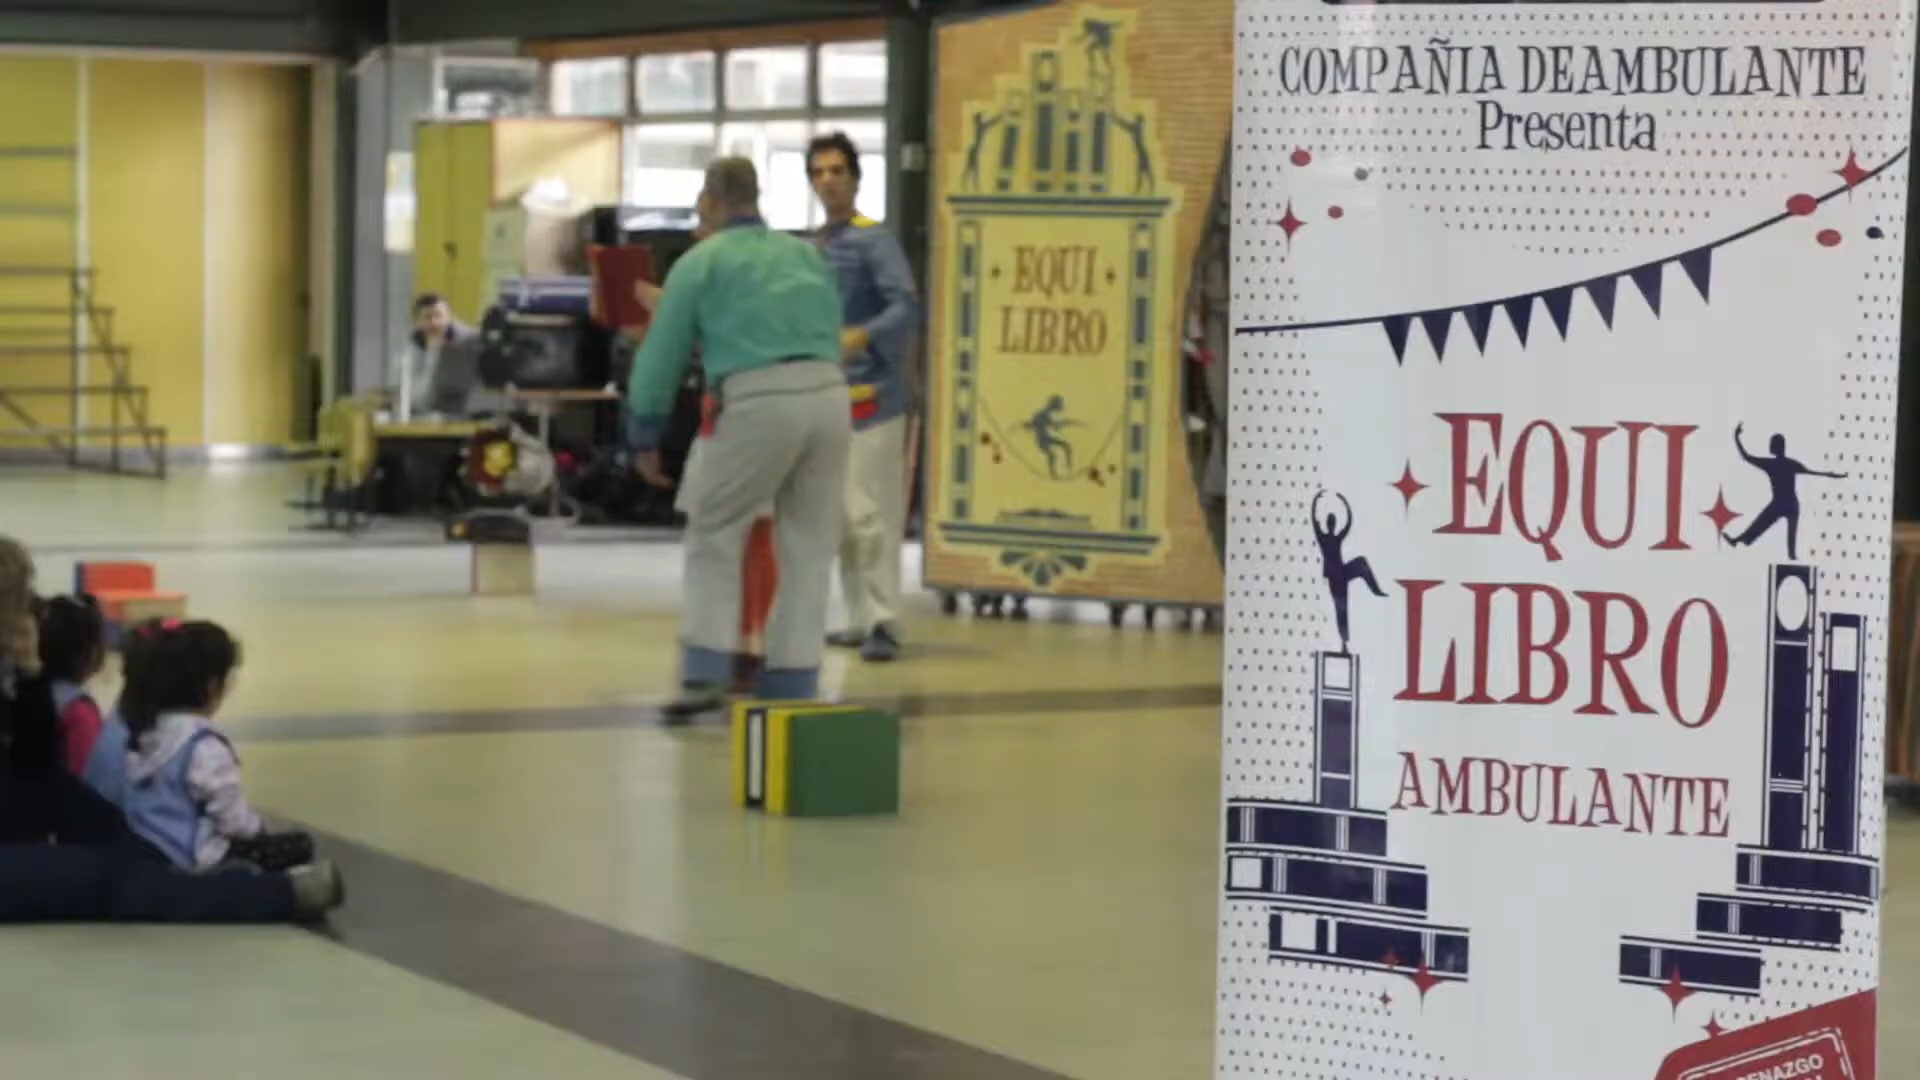 EQUI
LIBRO
COMPAÑIA DEAMBULANTE
Presenta
EQUI
LIBRO
AMBULANTE